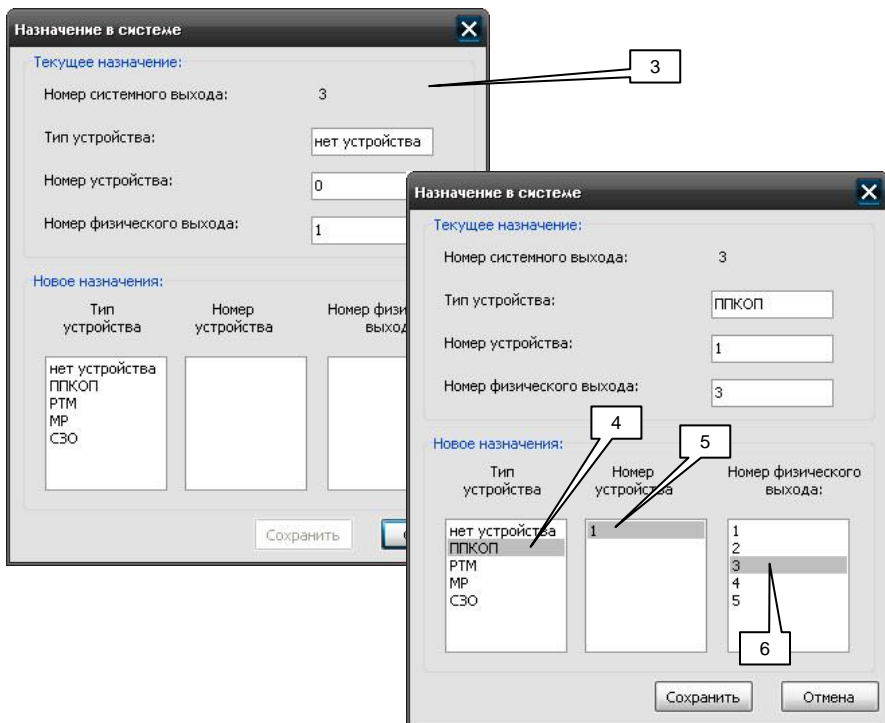 Назначение в системе
Текущее назначение:
Номер системного выхода: 3
Тип устройства: нет устройства
Номер устройства: 0
Номер физического выхода: 1
Новое назначения:
Тип устройства
Номер устройства
Номер физи
выход
нет устройства
ППКОП
РТМ
МР
СЗО
Сохранить
3
Назначение в системе
Текущее назначение:
Номер системного выхода: 3
Тип устройства: ППКОП
Номер устройства: 1
Номер физического выхода: 3
Новое назначения:
4
5
Тип устройства
Номер устройства
Номер физического выхода:
нет устройства
ППКОП
РТМ
МР
СЗО
1
1
2
3
4
5
6
Сохранить Отмена